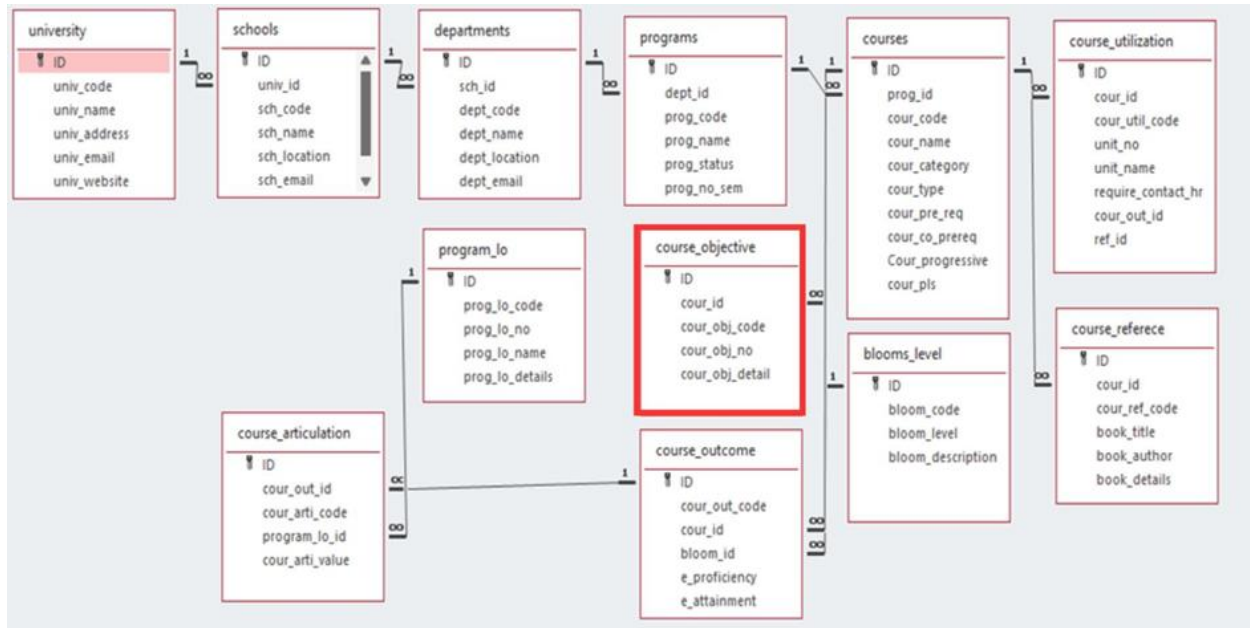 university
ID
univ_code
univ_name
univ_address
univ_email
univ_website
schools
ID
univ_id
sch_code
sch_name
sch_location
sch_email
departments
ID
sch_id
dept_code
dept_name
dept_location
dept_email
programs
ID
dept_id
prog_code
prog_name
prog_status
prog_no_sem
courses
ID
prog_id
cour_code
cour_name
cour_category
cour_type
cour_pre_req
cour_co_prereq
Cour_progressive
cour_pls
course_utilization
ID
cour_id
cour_util_code
unit_no
unit_name
require_contact_hr
cour_out_id
ref_id
program_lo
ID
prog_lo_code
prog_lo_no
prog_lo_name
prog_lo_details
course_objective
ID
cour_id
cour_obj_code
cour_obj_no
cour_obj_detail
blooms_level
ID
bloom_code
bloom_level
bloom_description
course_referece
ID
cour_id
cour_ref_code
book_title
book_author
book_details
course_articulation
ID
cour_out_id
cour_arti_code
program_lo_id
cour_arti_value
course_outcome
ID
cour_out_code
cour_id
bloom_id
e_proficiency
e_attainment
1
∞
1
∞
1
∞
1
∞
1
1
∞
∞
∞
1
∞
∞
1
∞
1
∞